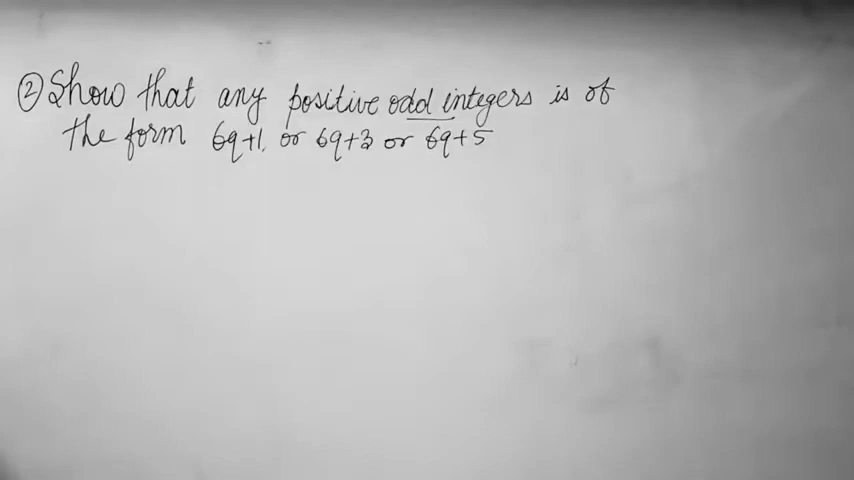 ② Show that any positive odd integers is of
the form 6q+1, or 6q+3 or 6q+5